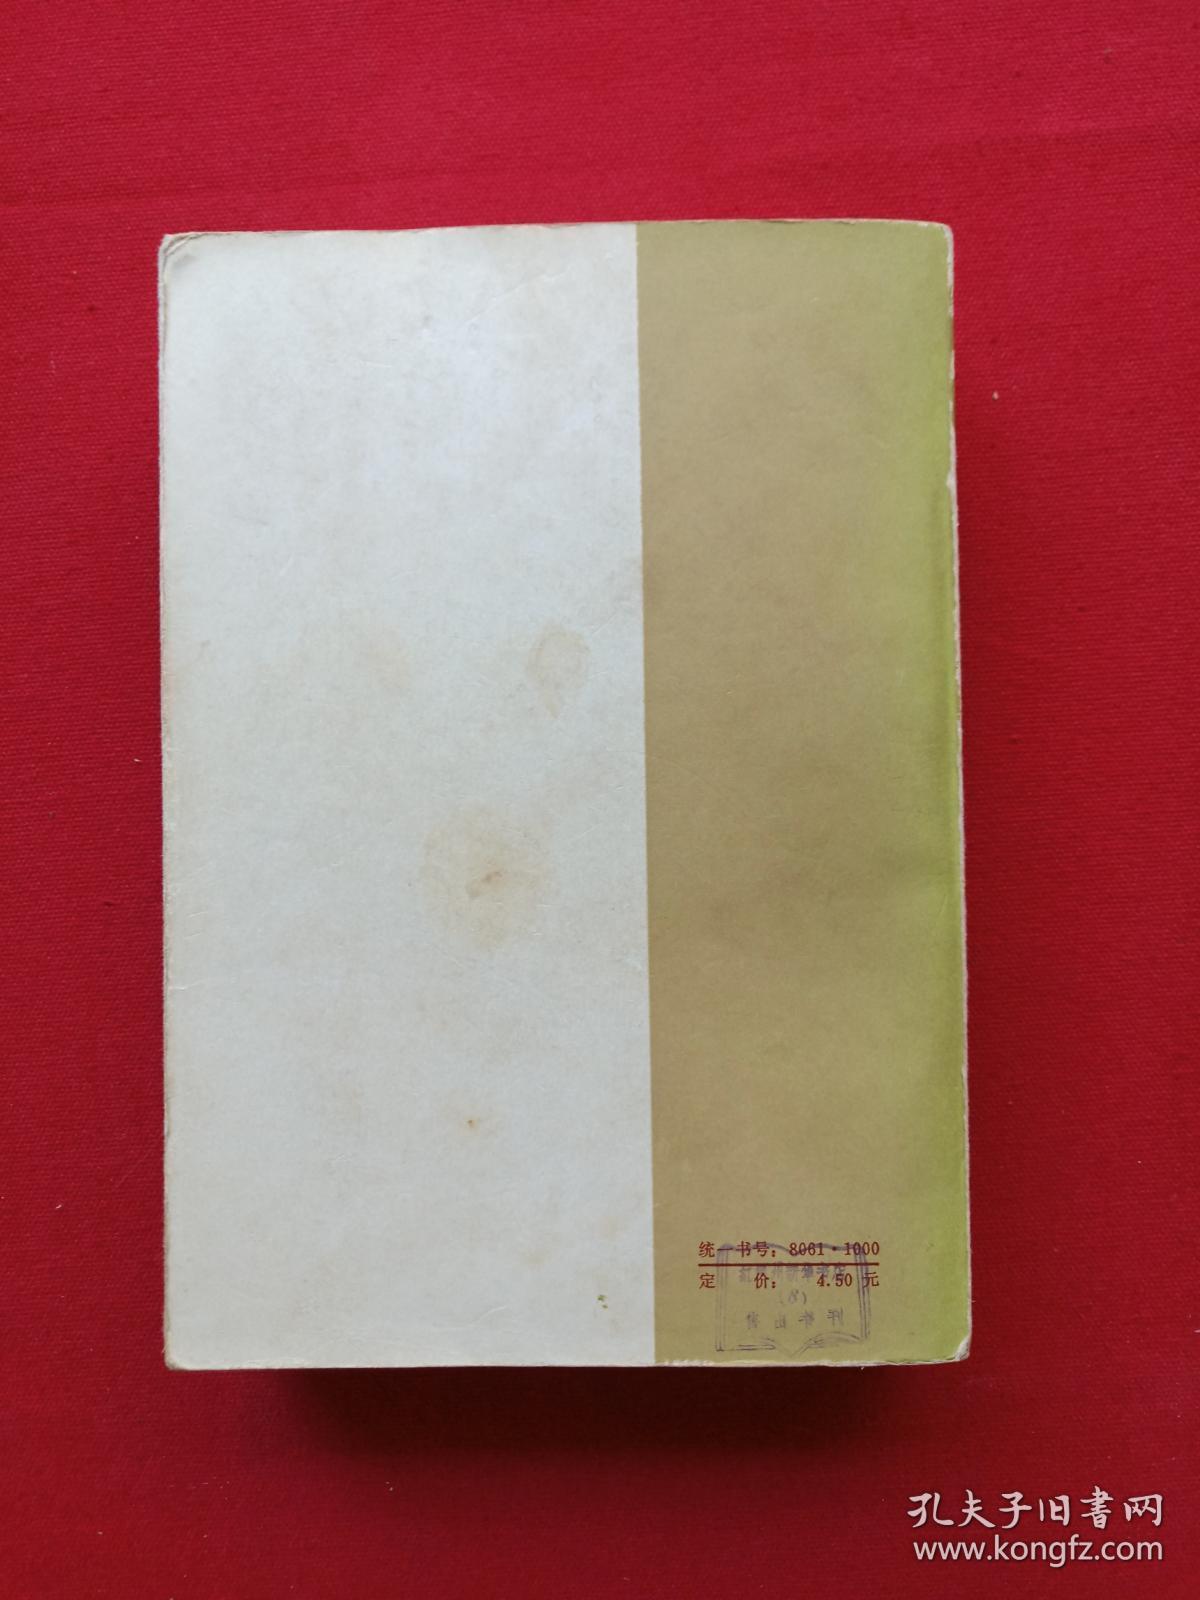 统一书号：8061·1000
定　价：　4.50 元
(8)
孔夫子旧书网
www.kongfz.com